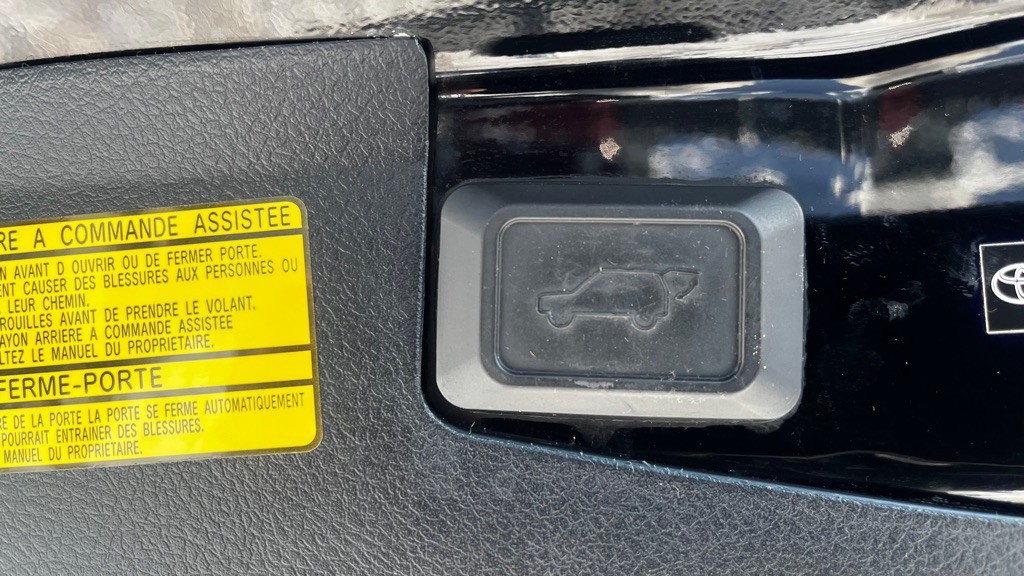 RE A COMMANDE ASSISTEE
N AVANT D OUVRIR OU DE FERMER PORTE.
ENT CAUSER DES BLESSURES AUX PERSONNES OU
LEUR CHEMIN.
ROUILLES AVANT DE PRENDRE LE VOLANT.
AYON ARRIERE A COMMANDE ASSISTEE
LTEZ LE MANUEL DU PROPRIETAIRE.
FERME-PORTE
RE DE LA PORTE LA PORTE SE FERME AUTOMATIQUEMENT
POURRAIT ENTRAINER DES BLESSURES.
MANUEL DU PROPRIETAIRE.